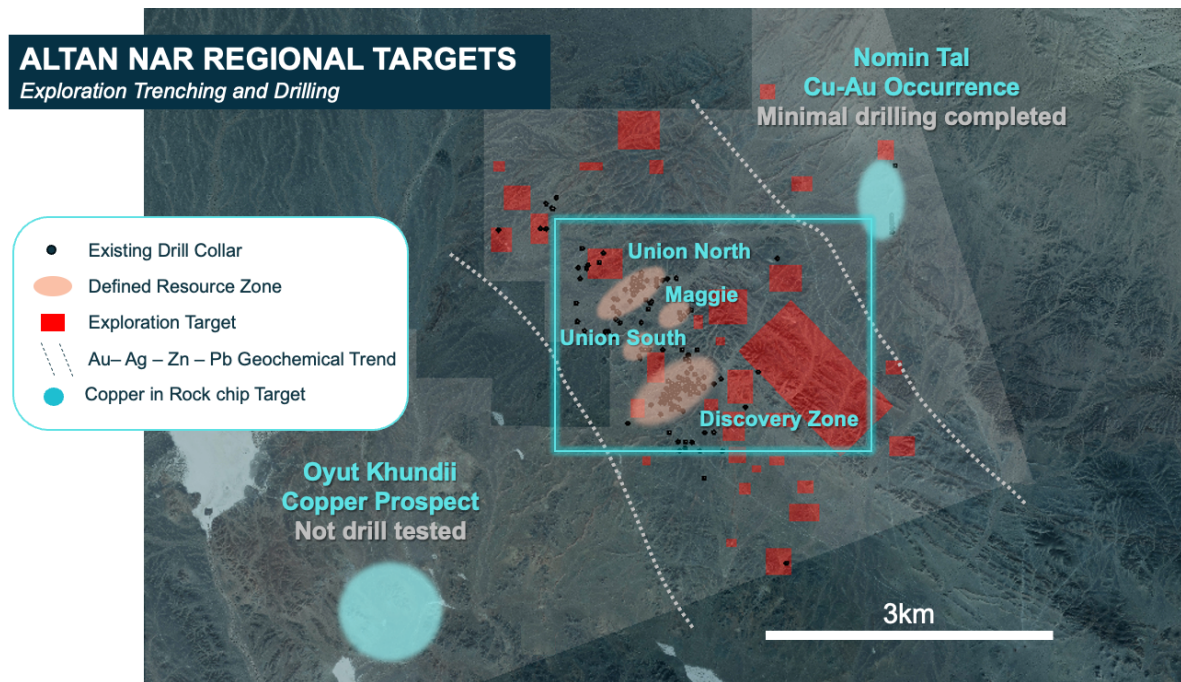 ALTAN NAR REGIONAL TARGETS
Exploration Trenching and Drilling
Nomin Tal
Cu-Au Occurrence
Minimal drilling completed
Existing Drill Collar
Defined Resource Zone
Exploration Target
Au– Ag – Zn – Pb Geochemical Trend
Copper in Rock chip Target
Union North
Maggie
Union South
Discovery Zone
Oyut Khundii
Copper Prospect
Not drill tested
3km